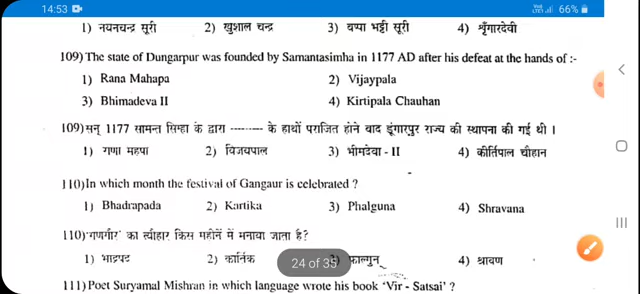 14:53 66%
1) नयनचन्द्र सूरी 2) खुशाल चन्द्र 3) वप्पा भट्टी सूरी 4) श्रृँगारदेवी
109) The state of Dungarpur was founded by Samantasimha in 1177 AD after his defeat at the hands of :-
1) Rana Mahapa 2) Vijaypala
3) Bhimadeva II 4) Kirtipala Chauhan
109) सन् 1177 सामन्त सिम्हा के द्वारा -------- के हाथों पराजित होने बाद डूंगारपुर राज्य की स्थापना की गई थी ।
1) राणा महपा 2) विजयपाल 3) भीमदेवा - II 4) कीर्तिपाल चौहान
110) In which month the festival of Gangaur is celebrated ?
1) Bhadrapada 2) Kartika 3) Phalguna 4) Shravana
110) 'गणगौर' का त्यौहार किस महीनें में मनाया जाता है?
1) भाद्रपद 2) कार्तिक फाल्गुन 4) श्रावण
24 of 35
111) Poet Suryamal Mishran in which language wrote his book 'Vir - Satsai' ?